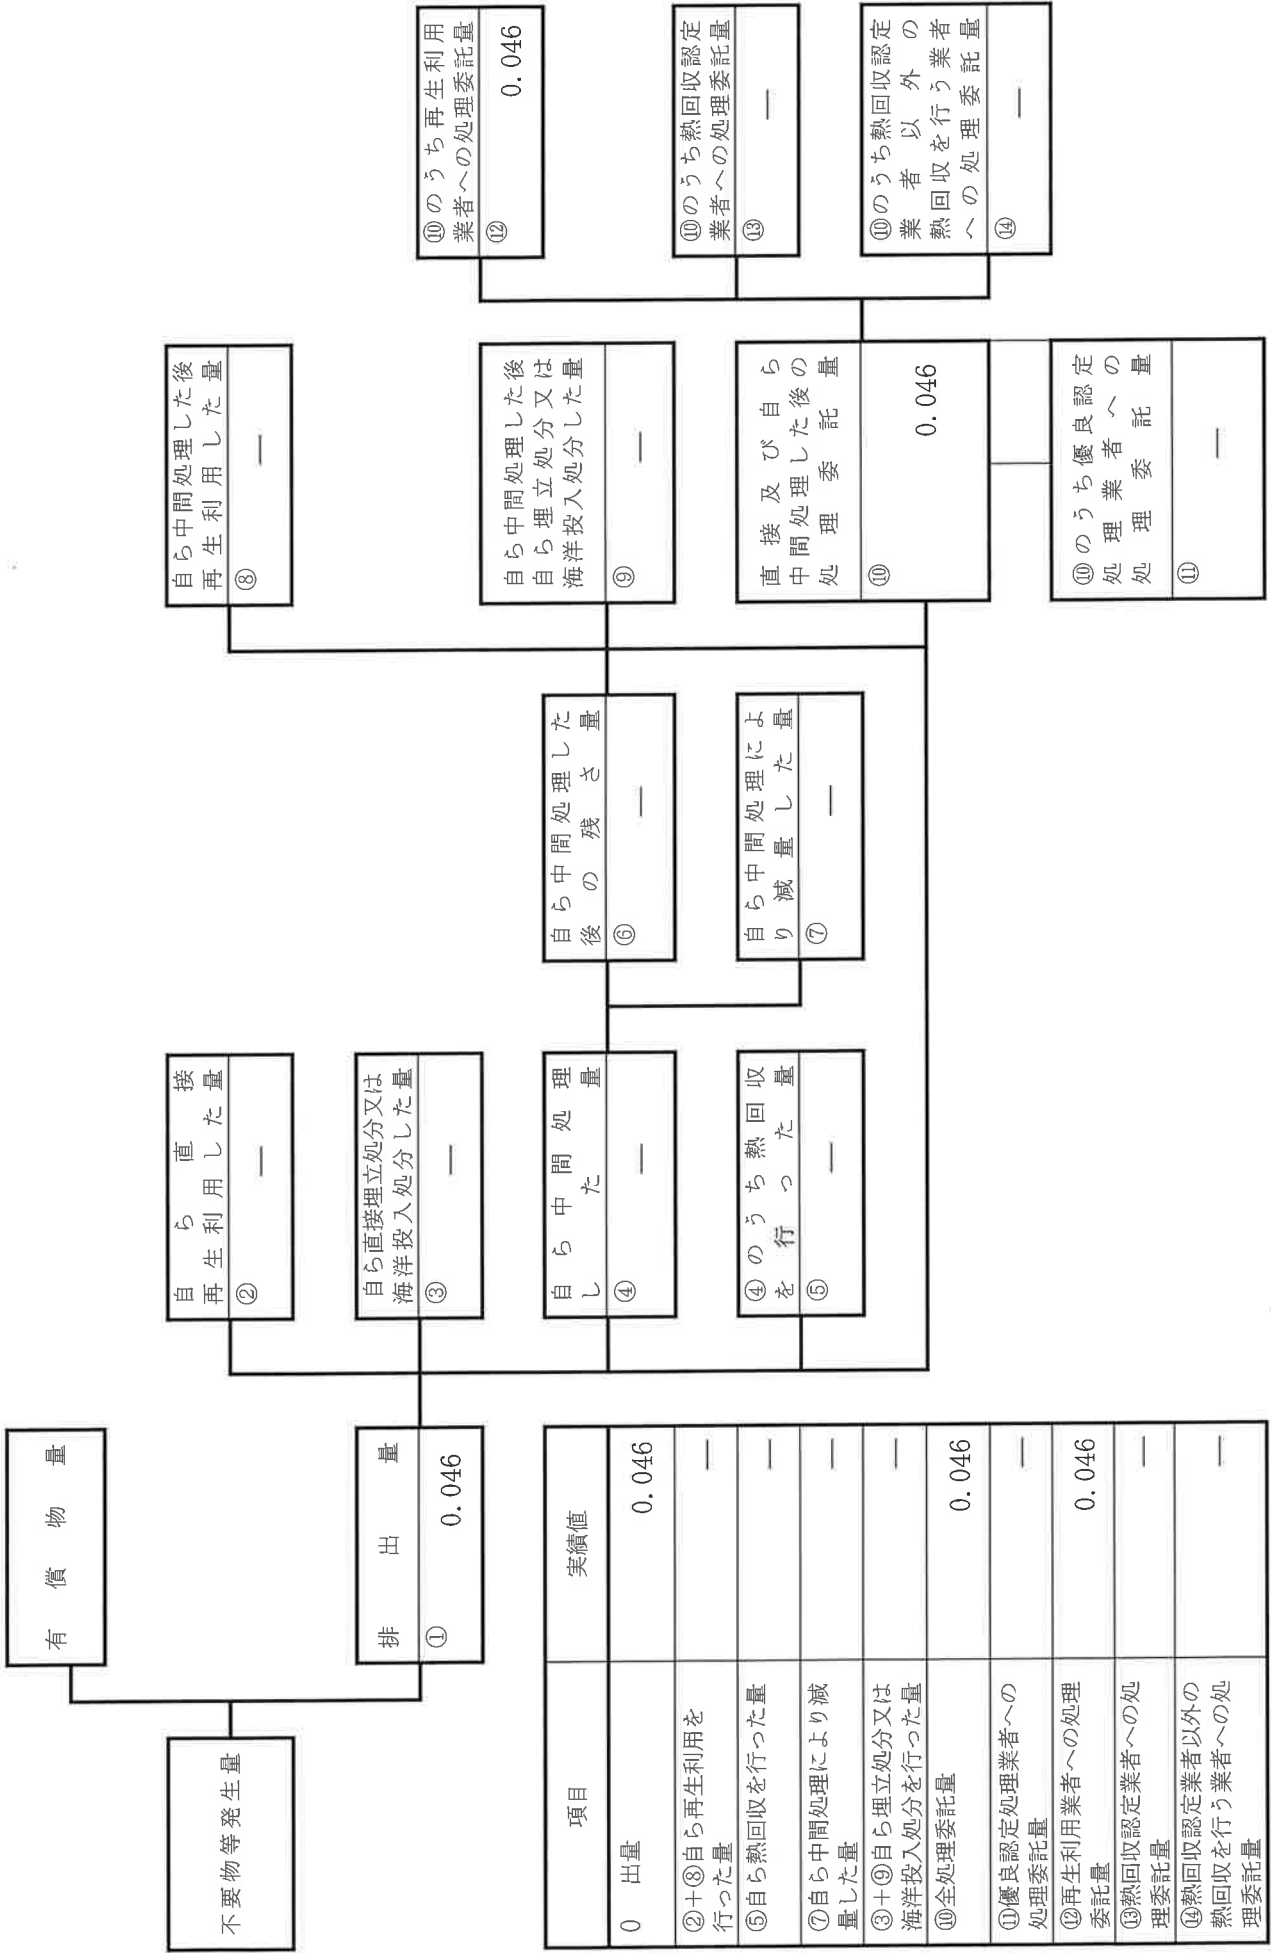 不要物等発生量
有償物量
排出量
①
0.046
自ら直接
再生利用した量
②
—
自ら直接埋立処分又は
海洋投入処分した量
③
—
自ら中間処理
した量
④
—
④のうち熱回収
を行った量
⑤
—
自ら中間処理した
後の残さ量
⑥
—
自ら中間処理によ
り減量した量
⑦
—
自ら中間処理した後
再生利用した量
⑧
—
自ら中間処理した後
自ら埋立処分又は
海洋投入処分した量
⑨
—
直接及び自ら
中間処理した後の
処理委託量
⑩
0.046
⑩のうち優良認定
処理業者への
処理委託量
⑪
—
⑩のうち再生利用
業者への処理委託量
⑫
0.046
⑩のうち熱回収認定
業者への処理委託量
⑬
—
⑩のうち熱回収認定
業者以外の
熱回収を行う業者
への処理委託量
⑭
—
項目 実績値
0 出量 0.046
②+⑧自ら再生利用を
行った量 —
⑤自ら熱回収を行った量 —
⑦自ら中間処理により減
量した量 —
③+⑨自ら埋立処分又は
海洋投入処分を行った量 —
⑩全処理委託量 0.046
⑪優良認定処理業者への
処理委託量 —
⑫再生利用業者への処理
委託量 0.046
⑬熱回収認定業者への処
理委託量 —
⑭熱回収認定業者以外の
熱回収を行う業者への処
理委託量 —